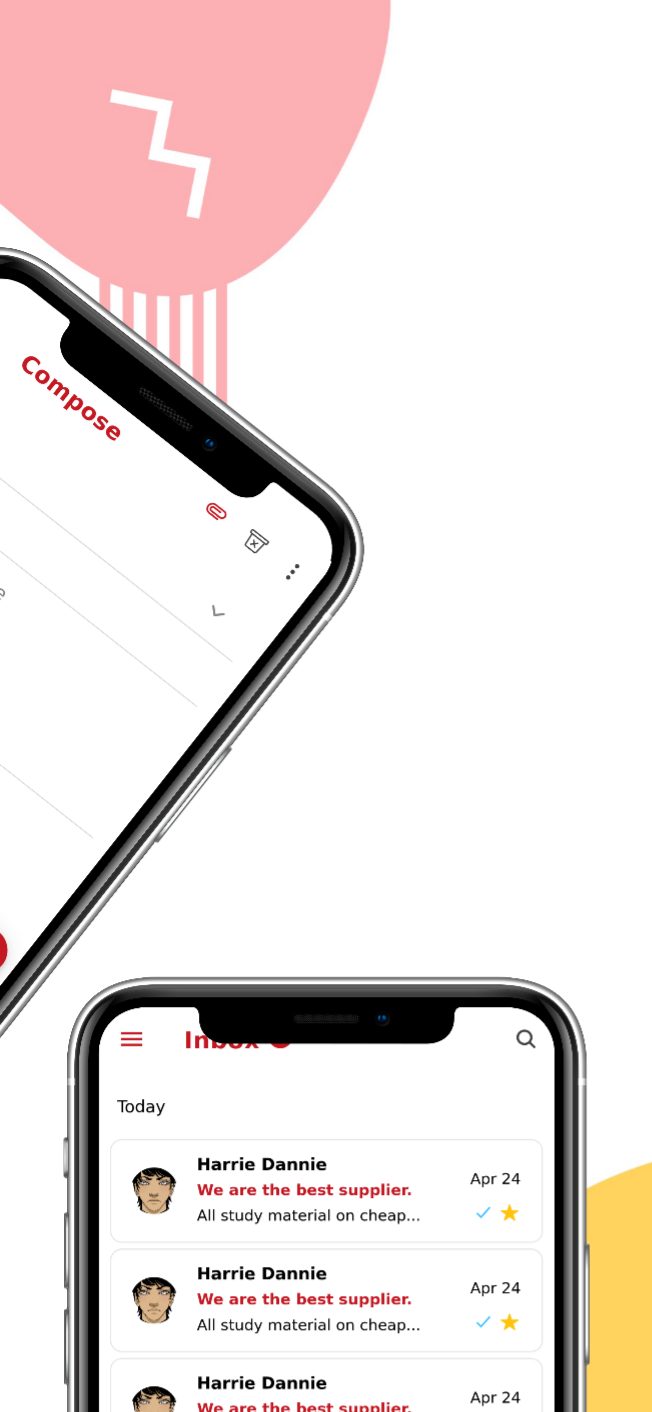 Compose
Inbox
Today
Harrie Dannie
We are the best supplier.
All study material on cheap...
Apr 24
Harrie Dannie
We are the best supplier.
All study material on cheap...
Apr 24
Harrie Dannie
We are the best supplier.
Apr 24